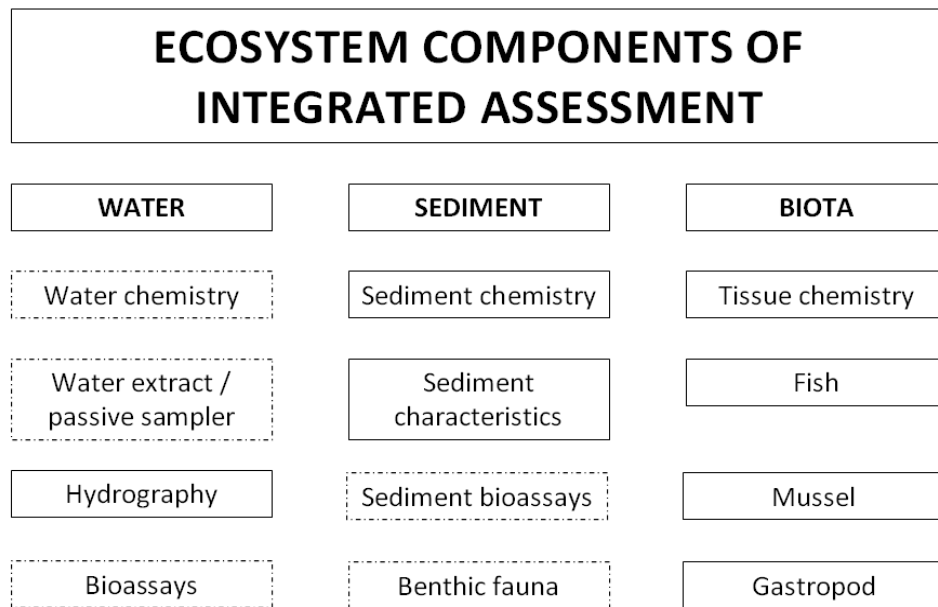 ECOSYSTEM COMPONENTS OF
INTEGRATED ASSESSMENT
WATER
SEDIMENT
BIOTA
Water chemistry
Sediment chemistry
Tissue chemistry
Water extract /
passive sampler
Sediment
characteristics
Fish
Hydrography
Sediment bioassays
Mussel
Bioassays
Benthic fauna
Gastropod